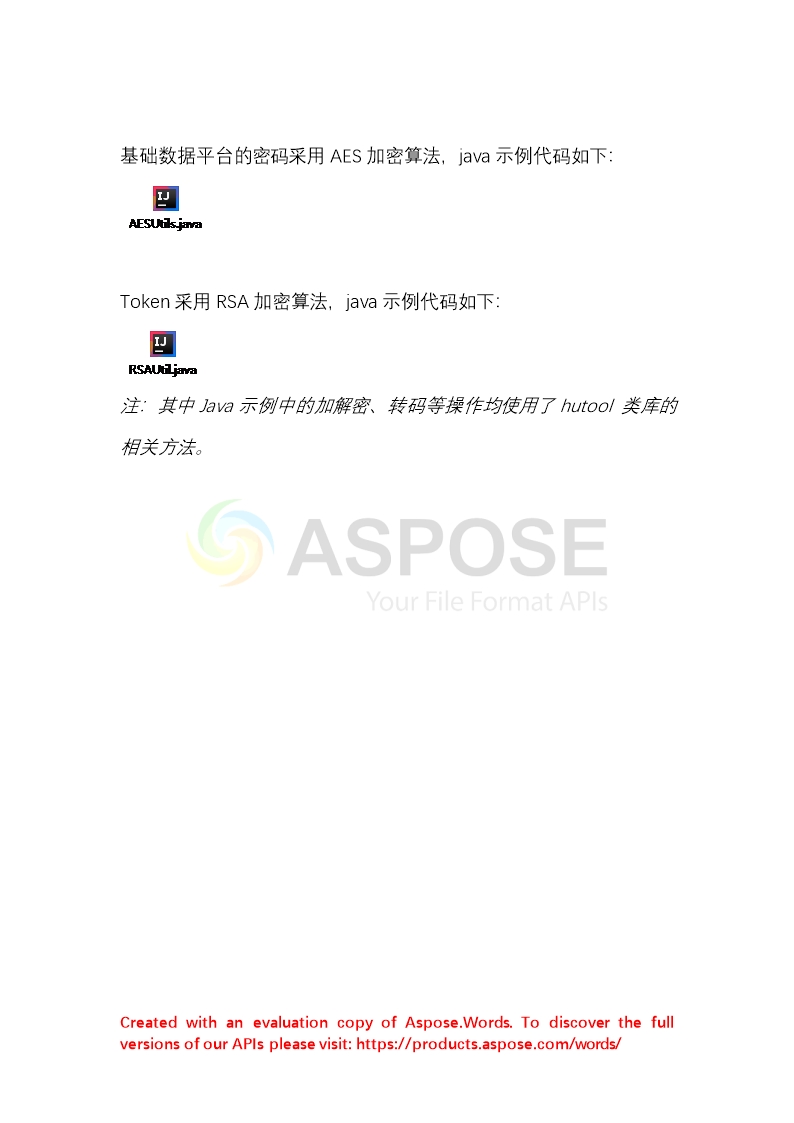 基础数据平台的密码采用 AES 加密算法，java 示例代码如下：
IJ
AESUtils.java
Token 采用 RSA 加密算法，java 示例代码如下：
IJ
RSAUtil.java
注：其中 Java 示例中的加解密、转码等操作均使用了 hutool 类库的
相关方法。
ASPOSE
Your File Format APIs
Created with an evaluation copy of Aspose.Words. To discover the full
versions of our APIs please visit: https://products.aspose.com/words/